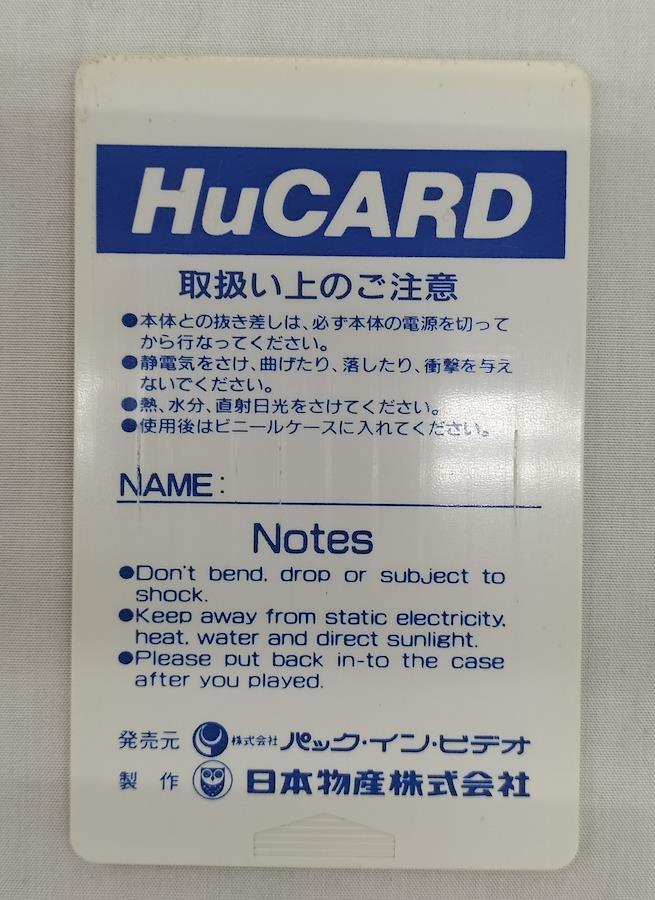 HuCARD
取扱い上のご注意
●本体との抜き差しは、必ず本体の電源を切って
から行なってください。
●静電気をさけ、曲げたり、落したり、衝撃を与え
ないでください。
●熱、水分、直射日光をさけてください。
●使用後はビニールケースに入れてください。
NAME:
Notes
●Don't bend, drop or subject to
shock.
●Keep away from static electricity,
heat, water and direct sunlight.
●Please put back in-to the case
after you played.
発売元 株式会社 パック・イン・ビデオ
製作 日本物産株式会社